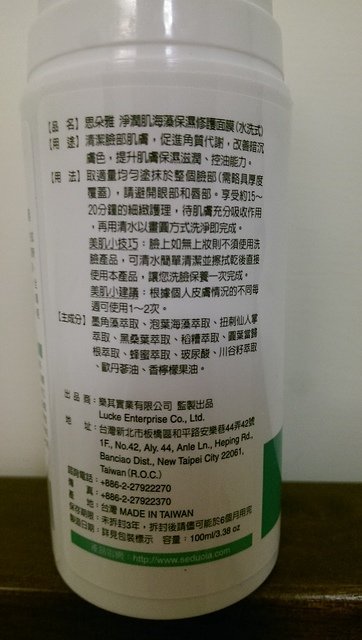 【品　名】思朵雅 淨潤肌海藻保濕修護面膜(水洗式)
【用　途】清潔臉部肌膚，促進角質代謝，改善暗沉
膚色，提升肌膚保濕滋潤、控油能力。
【用　法】取適量均勻塗抹於整個臉部(需略具厚度
覆蓋)，請避開眼部和唇部。享受約15~
20分鐘的細緻護理，待肌膚充分吸收作用
，再用清水以畫圓方式洗淨即完成。
美肌小技巧：臉上如無上妝則不須使用洗
臉產品，可清水簡單清潔並擦拭乾後直接
使用本產品，讓您洗臉保養一次完成。
美肌小建議：根據個人皮膚情況的不同每
週可使用1~2次。
【主成分】墨角藻萃取、泡葉海藻萃取、扭刺仙人掌
萃取、黑桑葉萃取、稻糟萃取、圓葉當歸
根萃取、蜂蜜萃取、玻尿酸、川谷籽萃取
、歐丹蔘油、香檸檬果油。
出 品 商：樂其實業有限公司 監製出品
Lucke Enterprise Co., Ltd.
地　　址：台灣新北市板橋區和平路安樂巷44弄42號
1F., No.42, Aly. 44, Anle Ln., Heping Rd.,
Banciao Dist., New Taipei City 22061,
Taiwan (R.O.C.)
諮詢電話：+886-2-27922270
傳　　真：+886-2-27922370
產　　地：台灣 MADE IN TAIWAN
保存期限：未拆封3年，拆封後請儘可能於6個月用完
製造日期：詳見包裝標示　容量：100ml/3.38 oz
產品官網：http://www.seduola.com